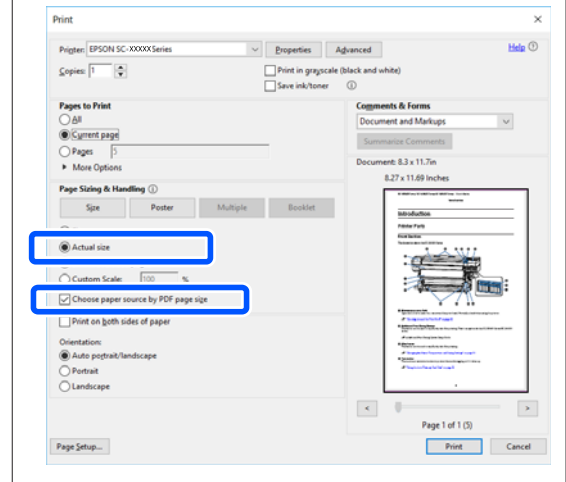 Print
Printer: EPSON SC-XXXXX Series Properties Advanced Help
Copies: 1 Print in grayscale (black and white)
Save ink/toner
Pages to Print
All
Current page
Pages 5
More Options
Comments & Forms
Document and Markups
Summarize Comments
Page Sizing & Handling
Size Poster Multiple Booklet
Actual size
Custom Scale: 100 %
Choose paper source by PDF page size
Print on both sides of paper
Orientation:
Auto portrait/landscape
Portrait
Landscape
Document: 8.3 x 11.7in
8.27 x 11.69 Inches
Introduction
Printer Parts
< >
Page 1 of 1 (5)
Page Setup... Print Cancel